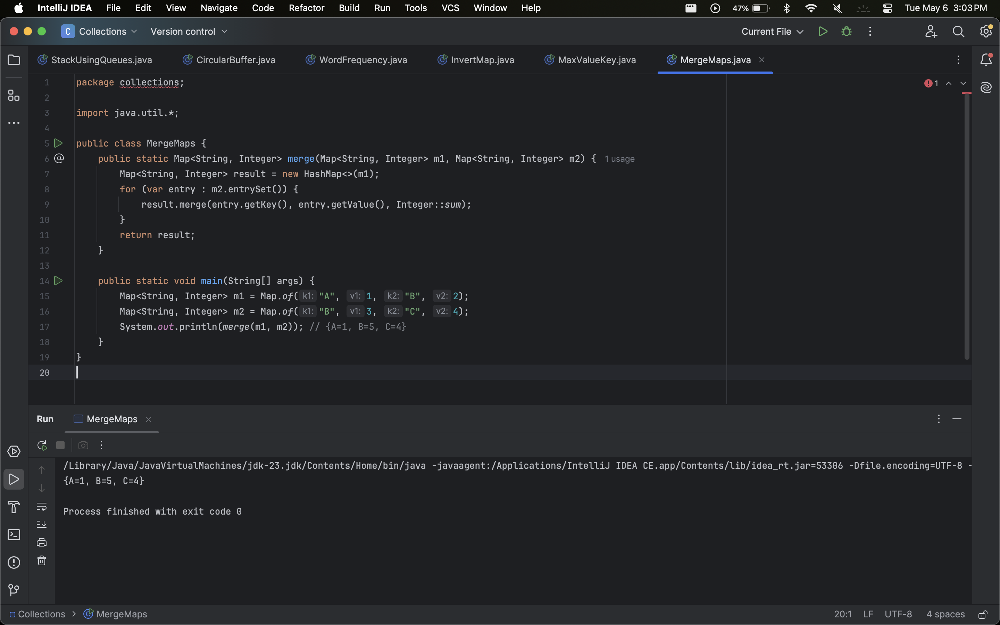 IntelliJ IDEA File Edit View Navigate Code Refactor Build Run Tools VCS Window Help 47% Tue May 6 3:03 PM
C Collections Version control Current File
StackUsingQueues.java CircularBuffer.java WordFrequency.java InvertMap.java MaxValueKey.java MergeMaps.java
1 package collections; 1
2
3 import java.util.*;
4
5 public class MergeMaps {
6 public static Map<String, Integer> merge(Map<String, Integer> m1, Map<String, Integer> m2) { 1 usage
7 Map<String, Integer> result = new HashMap<>(m1);
8 for (var entry : m2.entrySet()) {
9 result.merge(entry.getKey(), entry.getValue(), Integer::sum);
10 }
11 return result;
12 }
13
14 public static void main(String[] args) {
15 Map<String, Integer> m1 = Map.of( k1: "A", v1: 1, k2: "B", v2: 2);
16 Map<String, Integer> m2 = Map.of( k1: "B", v1: 3, k2: "C", v2: 4);
17 System.out.println(merge(m1, m2)); // {A=1, B=5, C=4}
18 }
19 }
20
Run MergeMaps
/Library/Java/JavaVirtualMachines/jdk-23.jdk/Contents/Home/bin/java -javaagent:/Applications/IntelliJ IDEA CE.app/Contents/lib/idea_rt.jar=53306 -Dfile.encoding=UTF-8 -
{A=1, B=5, C=4}
Process finished with exit code 0
Collections > MergeMaps 20:1 LF UTF-8 4 spaces